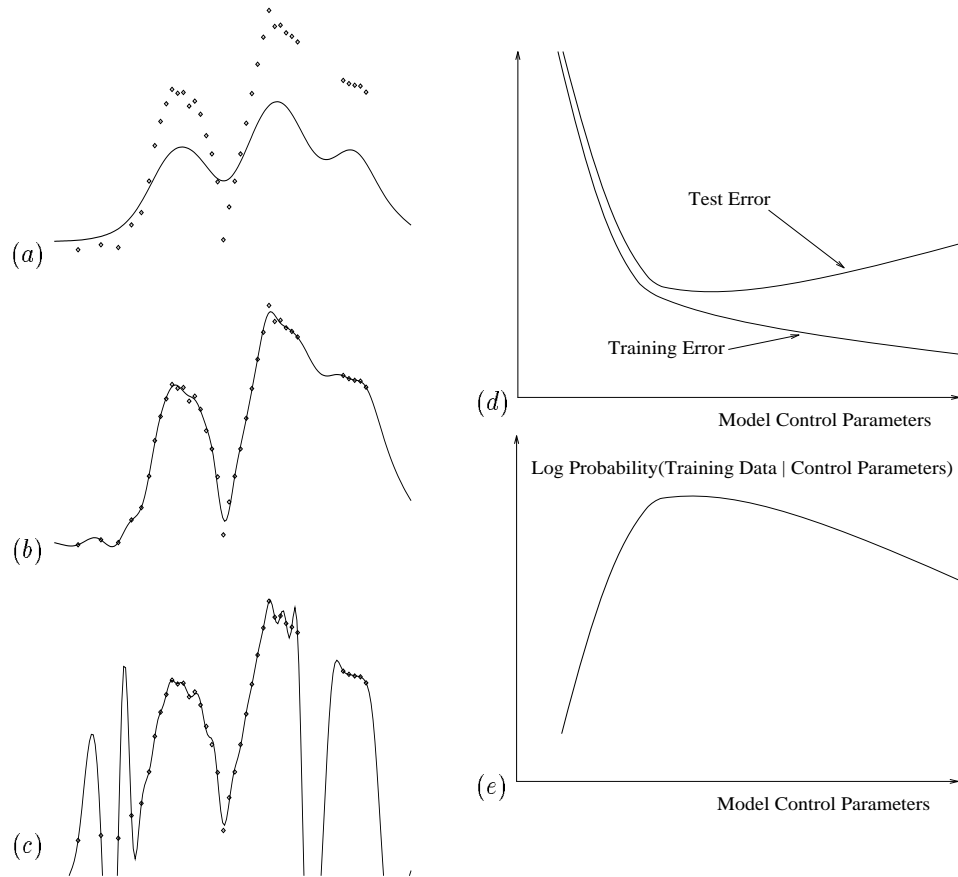 (a)
(b)
(c)
Test Error
Training Error
(d)
Model Control Parameters
Log Probability(Training Data | Control Parameters)
(e)
Model Control Parameters